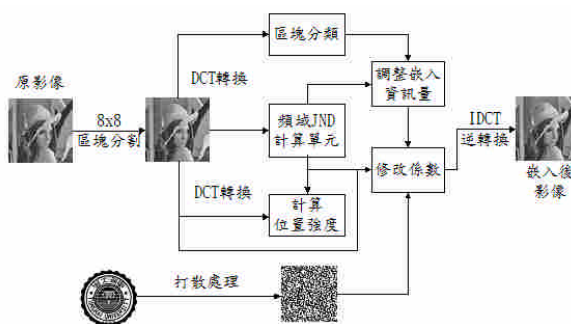 原影像
8x8
區塊分割
DCT轉換
區塊分類
頻域JND
計算單元
DCT轉換
計算
位置強度
調整嵌入
資訊量
修改係數
IDCT
逆轉換
嵌入後
影像
打散處理